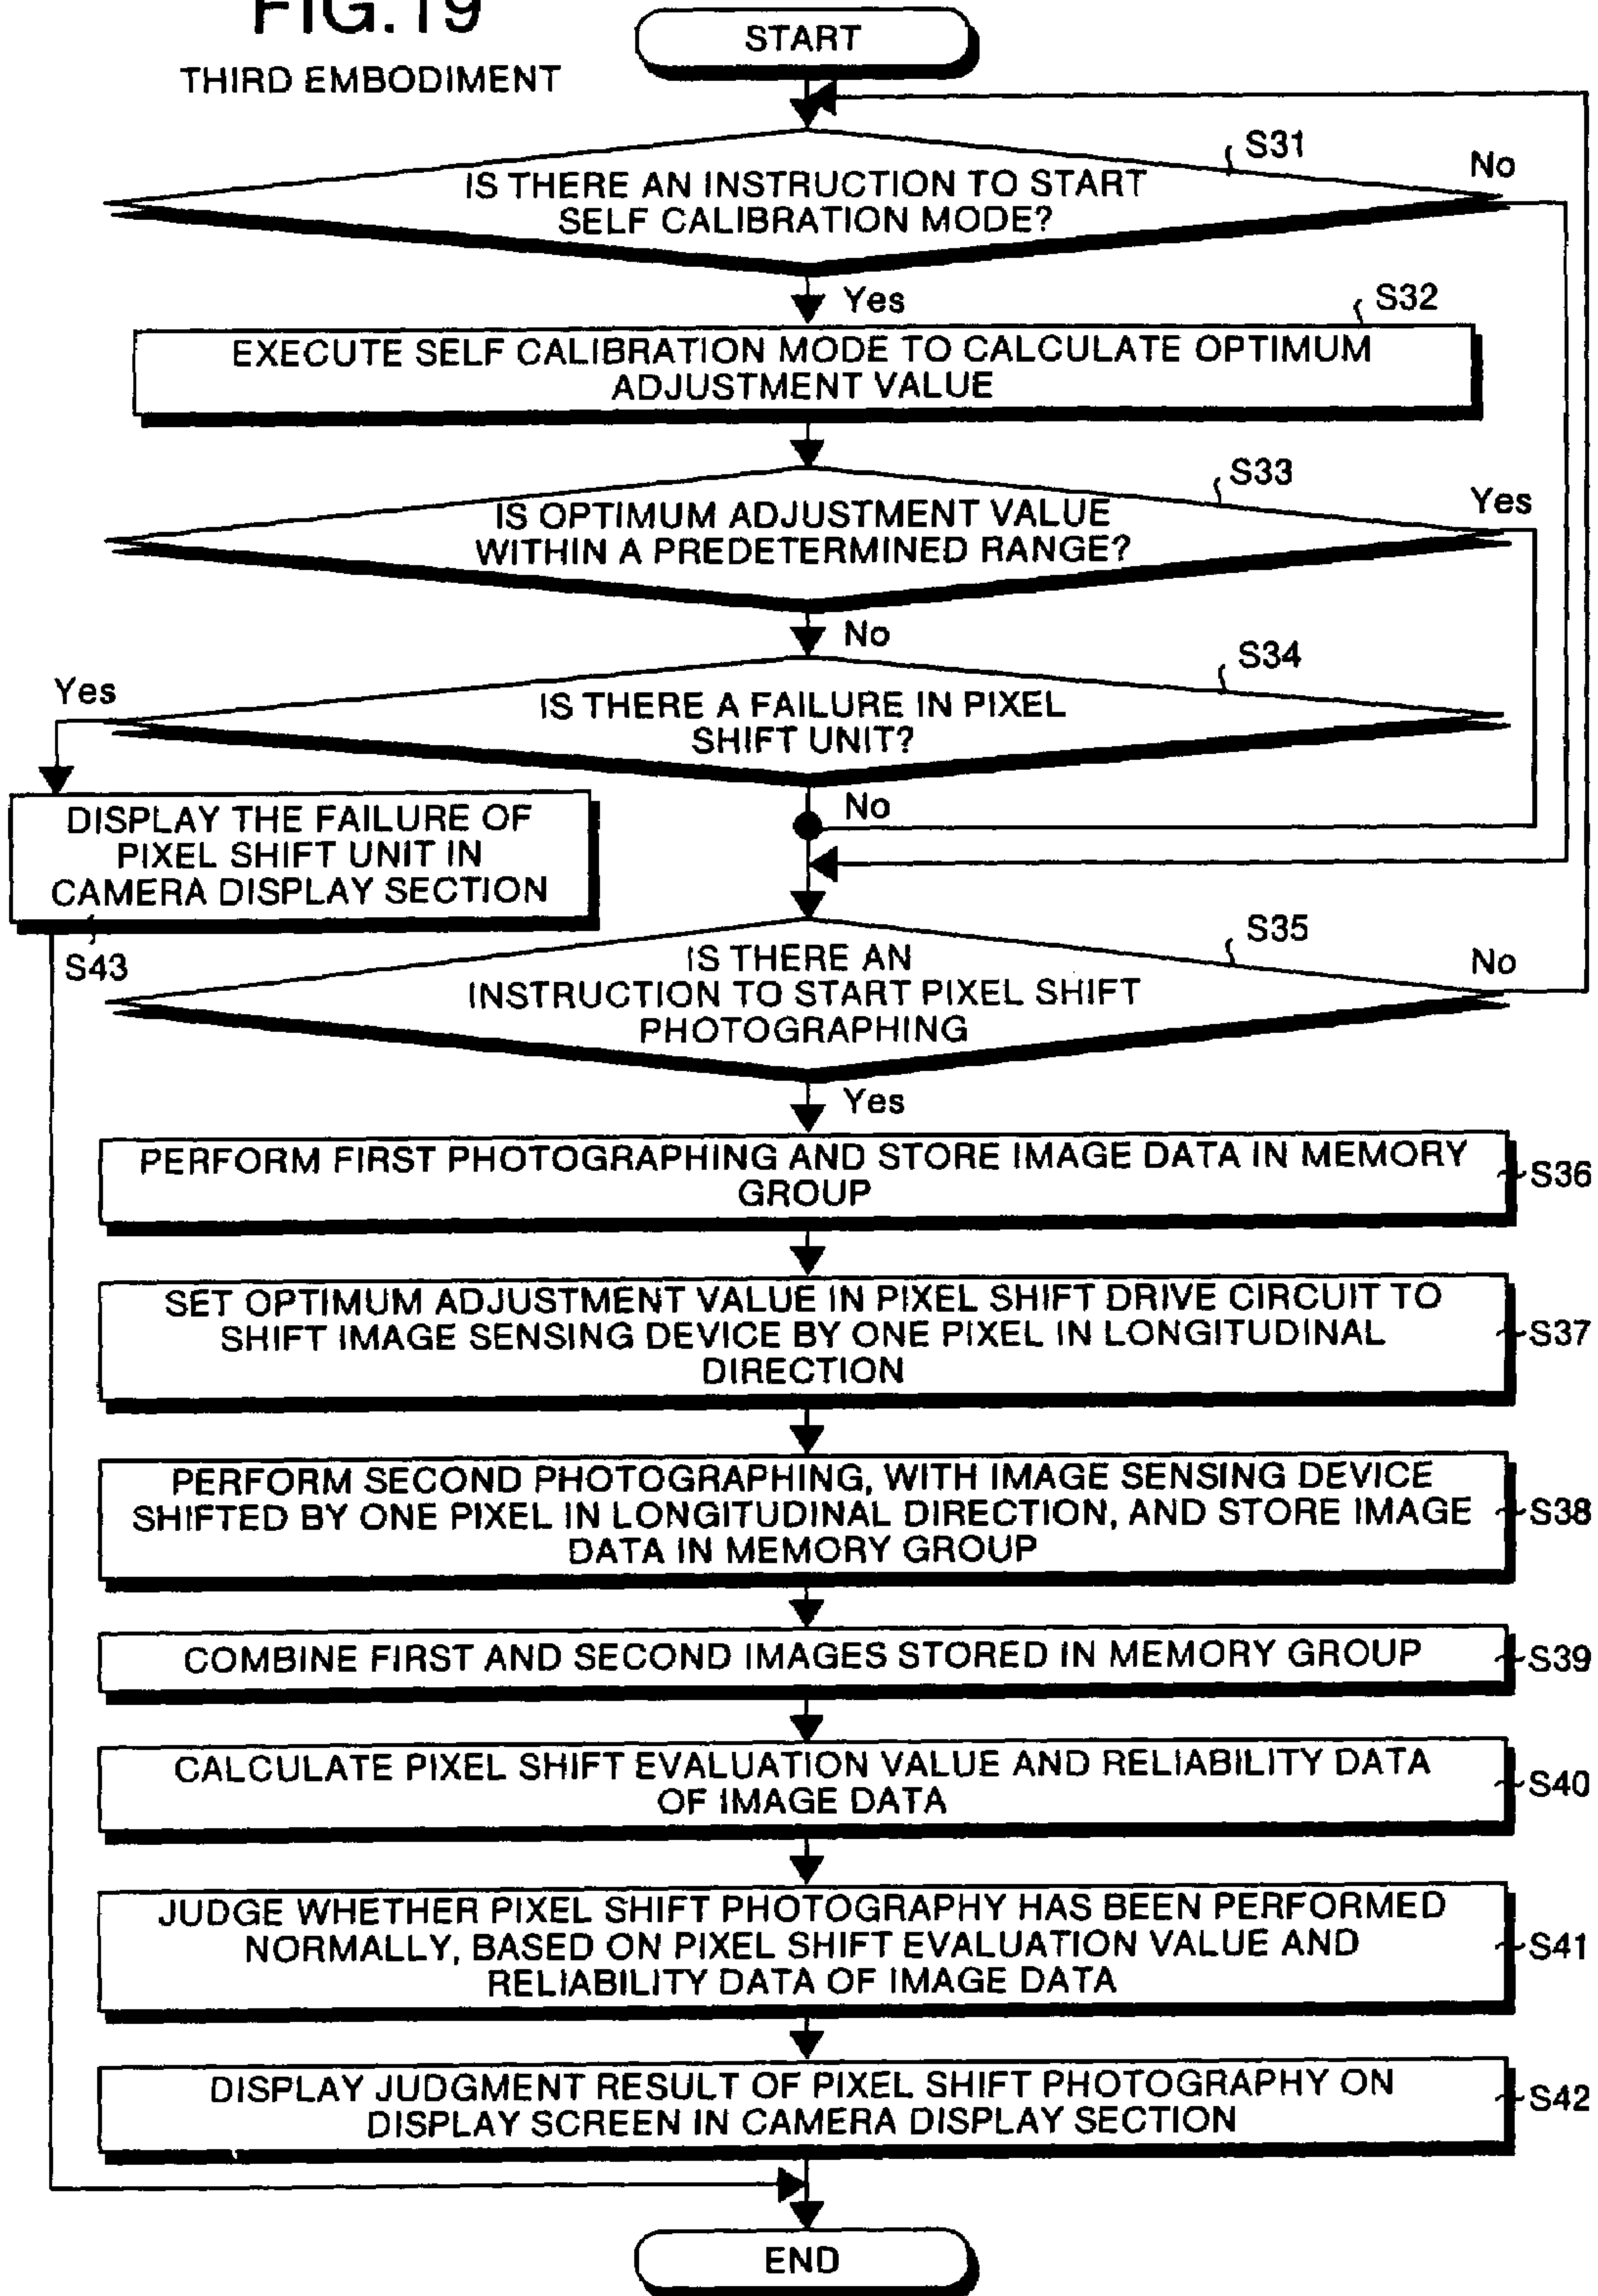 FIG.19
THIRD EMBODIMENT
START
S31
No
IS THERE AN INSTRUCTION TO START
SELF CALIBRATION MODE?
Yes
S32
EXECUTE SELF CALIBRATION MODE TO CALCULATE OPTIMUM
ADJUSTMENT VALUE
S33
Yes
IS OPTIMUM ADJUSTMENT VALUE
WITHIN A PREDETERMINED RANGE?
No
S34
Yes
IS THERE A FAILURE IN PIXEL
SHIFT UNIT?
No
DISPLAY THE FAILURE OF
PIXEL SHIFT UNIT IN
CAMERA DISPLAY SECTION
S43
S35
No
IS THERE AN
INSTRUCTION TO START PIXEL SHIFT
PHOTOGRAPHING
Yes
PERFORM FIRST PHOTOGRAPHING AND STORE IMAGE DATA IN MEMORY
GROUP
S36
SET OPTIMUM ADJUSTMENT VALUE IN PIXEL SHIFT DRIVE CIRCUIT TO
SHIFT IMAGE SENSING DEVICE BY ONE PIXEL IN LONGITUDINAL
DIRECTION
S37
PERFORM SECOND PHOTOGRAPHING, WITH IMAGE SENSING DEVICE
SHIFTED BY ONE PIXEL IN LONGITUDINAL DIRECTION, AND STORE IMAGE
DATA IN MEMORY GROUP
S38
COMBINE FIRST AND SECOND IMAGES STORED IN MEMORY GROUP
S39
CALCULATE PIXEL SHIFT EVALUATION VALUE AND RELIABILITY DATA
OF IMAGE DATA
S40
JUDGE WHETHER PIXEL SHIFT PHOTOGRAPHY HAS BEEN PERFORMED
NORMALLY, BASED ON PIXEL SHIFT EVALUATION VALUE AND
RELIABILITY DATA OF IMAGE DATA
S41
DISPLAY JUDGMENT RESULT OF PIXEL SHIFT PHOTOGRAPHY ON
DISPLAY SCREEN IN CAMERA DISPLAY SECTION
S42
END